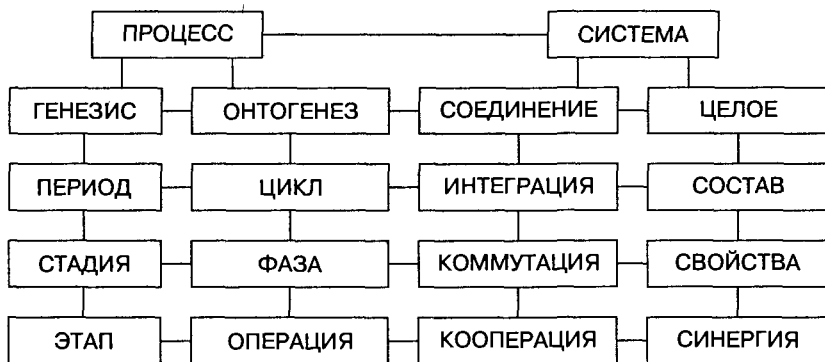 ПРОЦЕСС СИСТЕМА
ГЕНЕЗИС ОНТОГЕНЕЗ СОЕДИНЕНИЕ ЦЕЛОЕ
ПЕРИОД ЦИКЛ ИНТЕГРАЦИЯ СОСТАВ
СТАДИЯ ФАЗА КОММУТАЦИЯ СВОЙСТВА
ЭТАП ОПЕРАЦИЯ КООПЕРАЦИЯ СИНЕРГИЯ